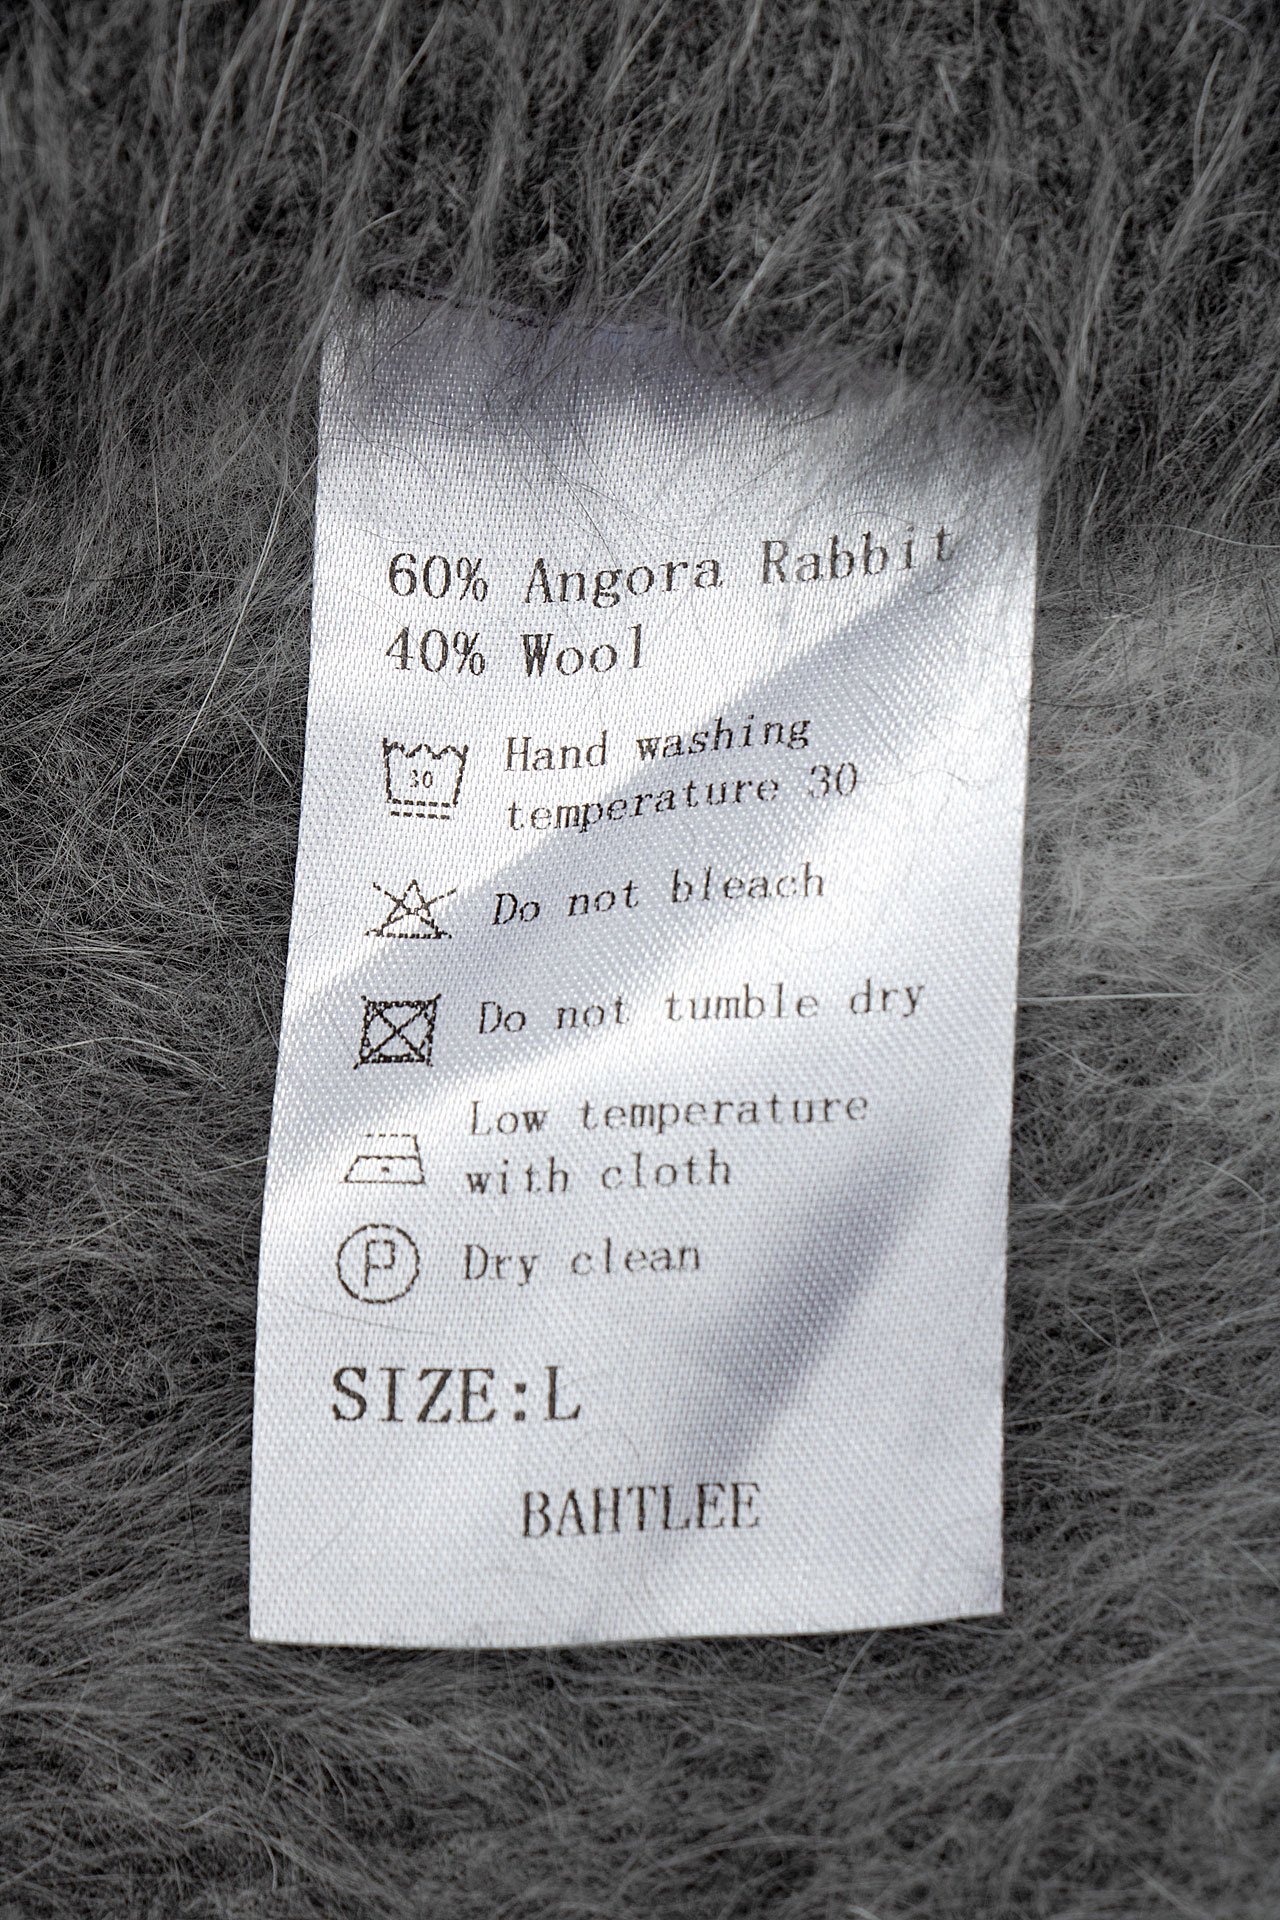 60% Angora Rabbit
40% Wool
30 Hand washing
temperature 30
Do not bleach
Do not tumble dry
Low temperature
with cloth
P Dry clean
SIZE:L
BAHTLEE